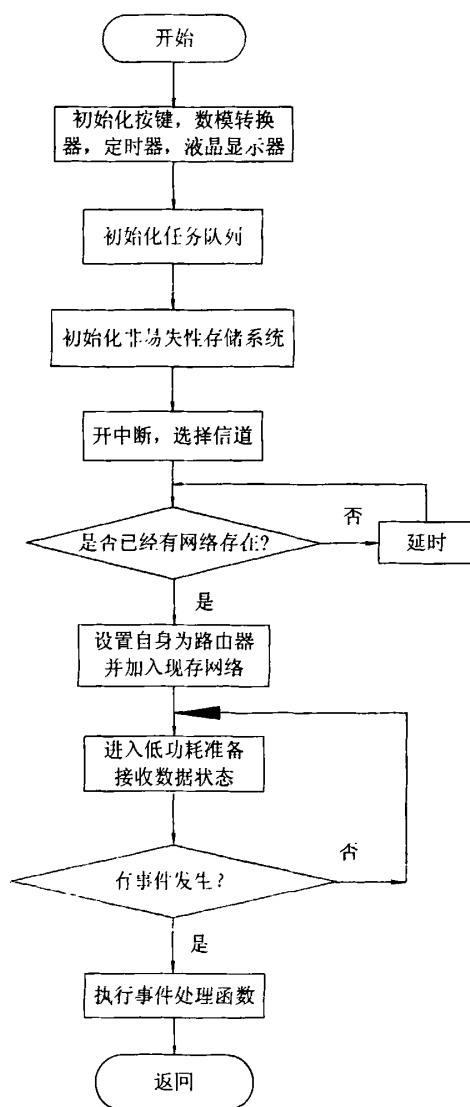 开始
初始化按键，数模转换
器，定时器，液晶显示器
初始化任务队列
初始化非易失性存储系统
开中断，选择信道
否
是否已经有网络存在?
延时
是
设置自身为路由器
并加入现存网络
进入低功耗准备
接收数据状态
否
有事件发生?
是
执行事件处理函数
返回